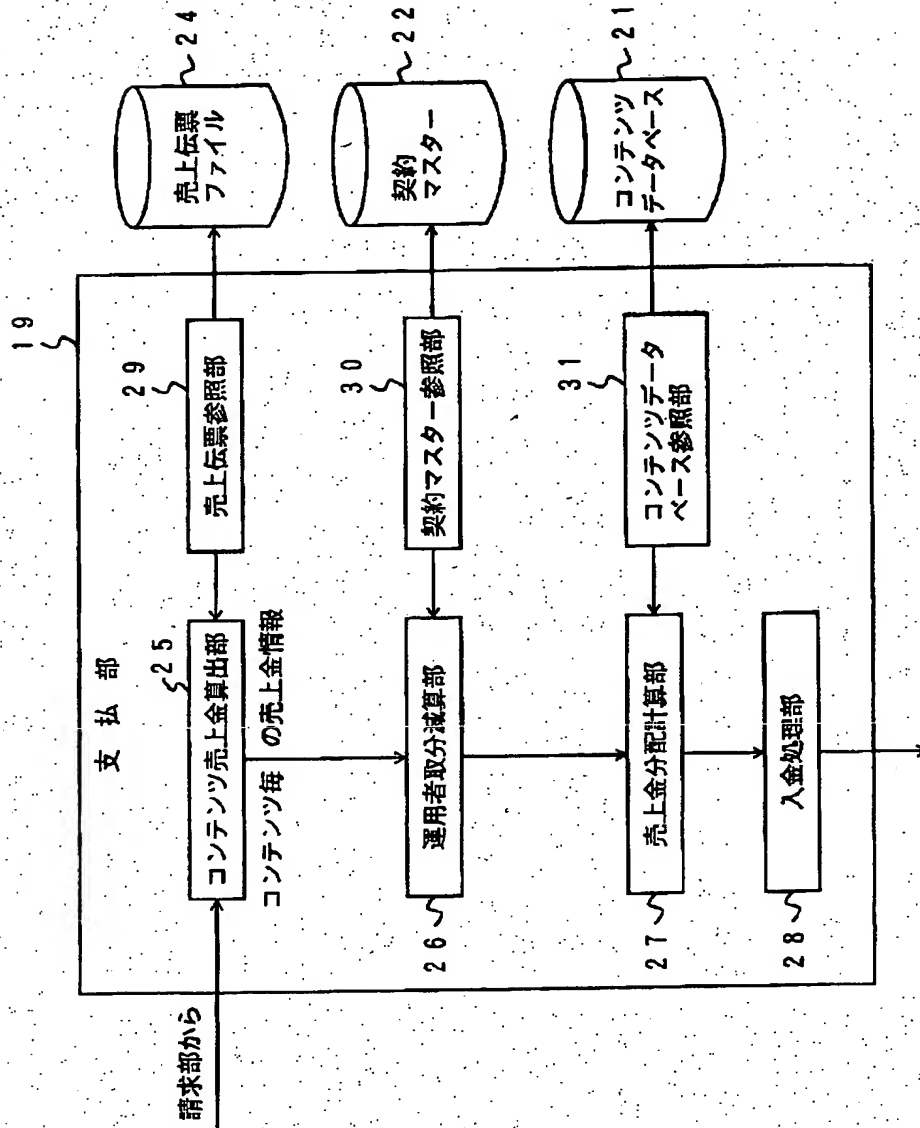 19
支 払 部
請求部から
コンテンツ売上金算出部
25
売上伝票参照部
29
売上伝票
ファイル
24
コンテンツ毎 の売上金情報
運用者取分減算部
26
契約マスター参照部
30
契約
マスター
22
売上金分配計算部
27
コンテンツデータ
ベース参照部
31
コンテンツ
データベース
21
入金処理部
28